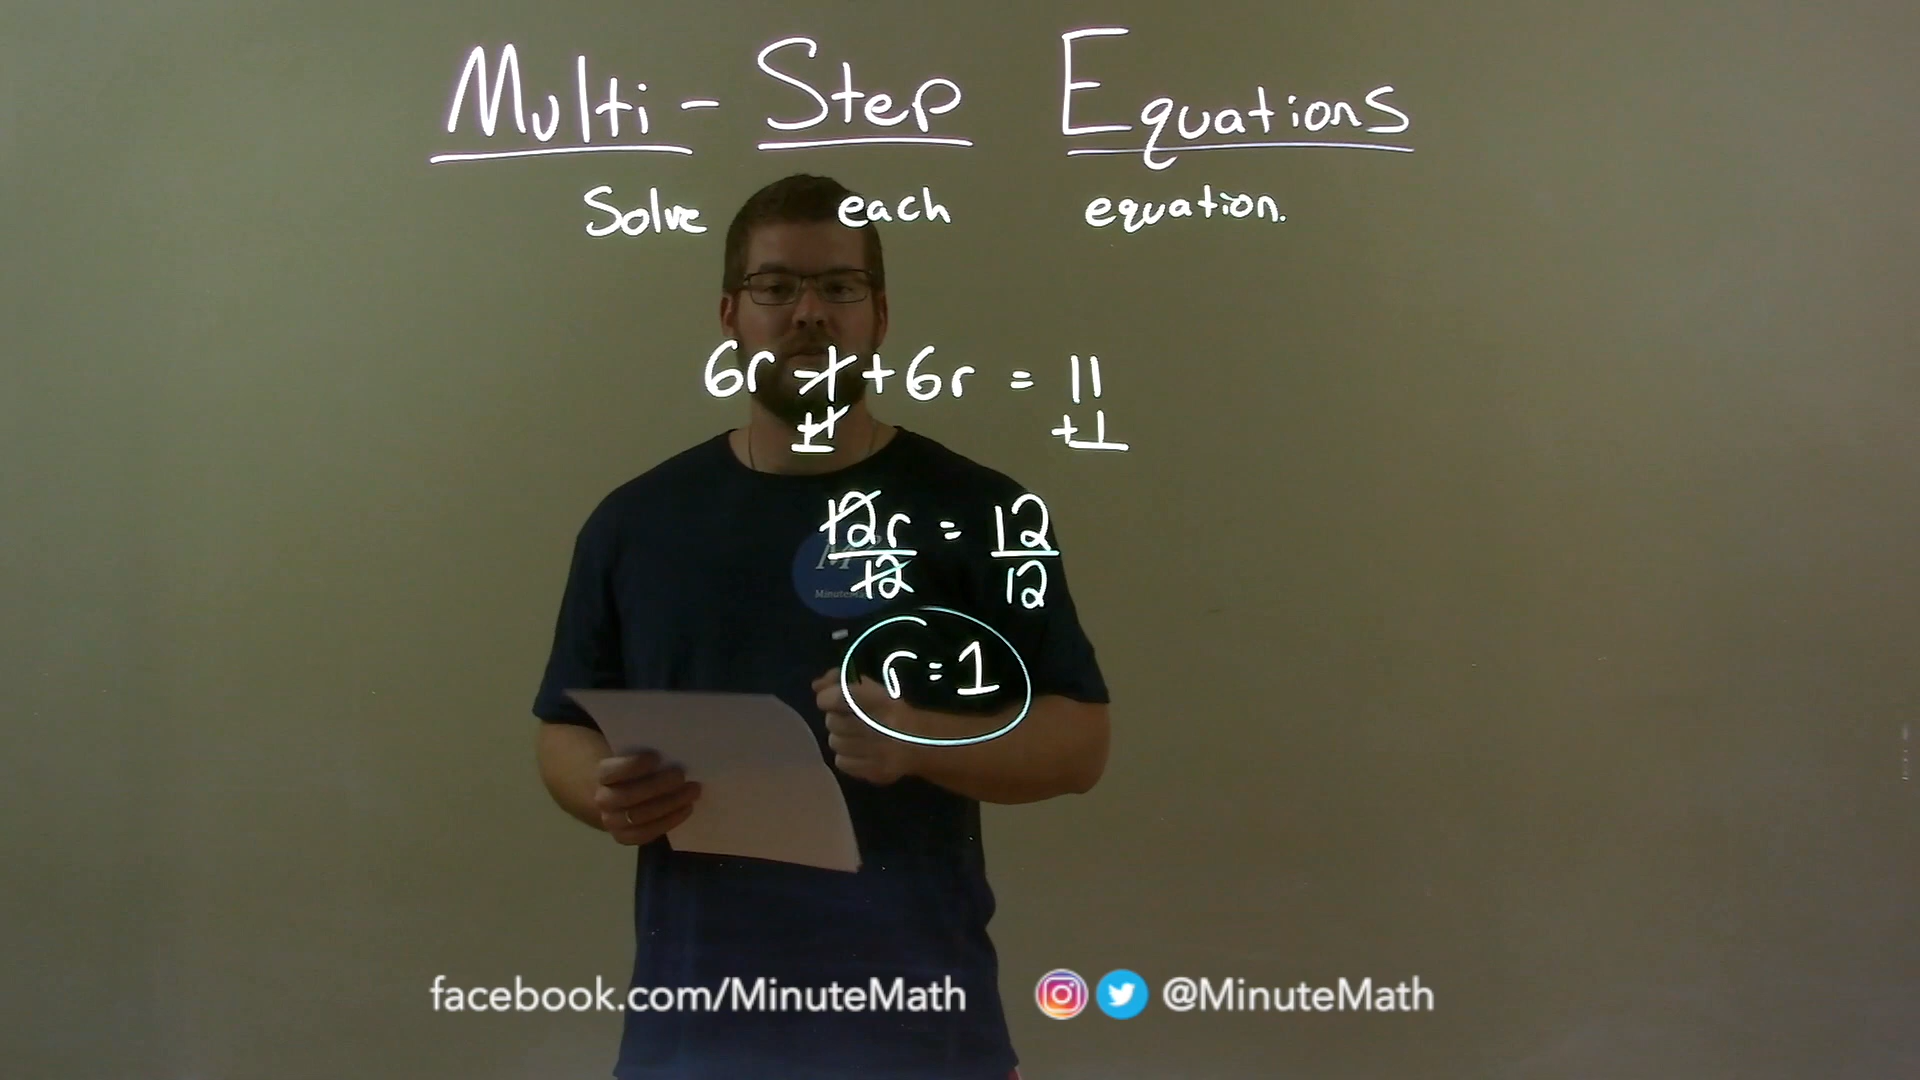 Multi-Step Equations
Solve each equation.
6r -1 +6r = 11
+1 +1
12r = 12
12 12
r=1
M
MinuteMath
facebook.com/MinuteMath @MinuteMath